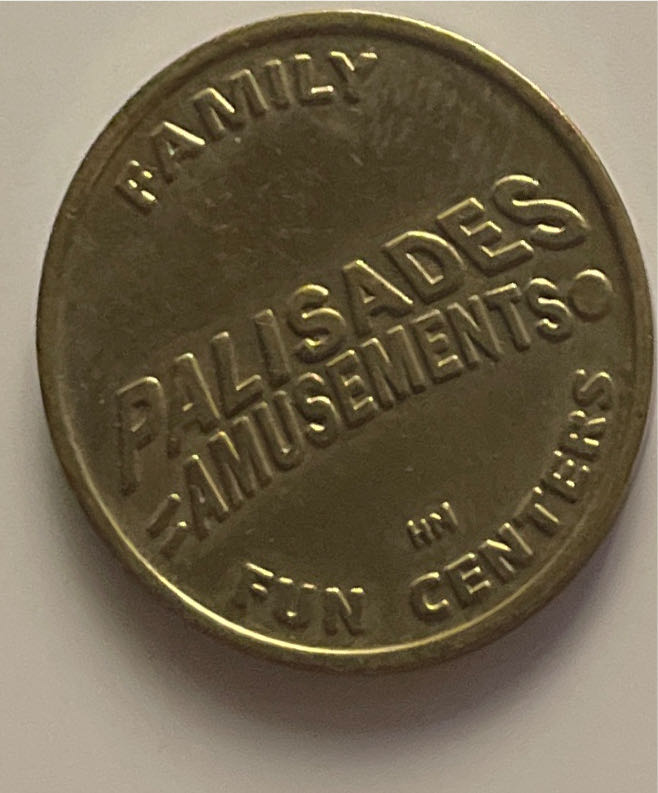 FAMILY
PALISADES
AMUSEMENTS
HN
FUN CENTERS